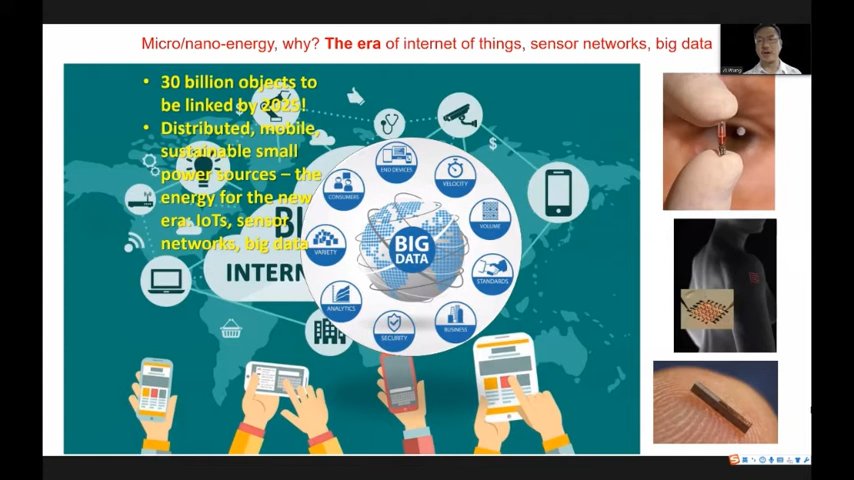 Micro/nano-energy, why? The era of internet of things, sensor networks, big data
• 30 billion objects to
be linked by 2025!
• Distributed, mobile,
sustainable small
power sources – the
energy for the new
era: IoTs, sensor
networks, big data
INTERN
END DEVICES
VELOCITY
VOLUME
STANDARDS
BUSINESS
SECURITY
ANALYTICS
VARIETY
CONSUMERS
BIG
DATA